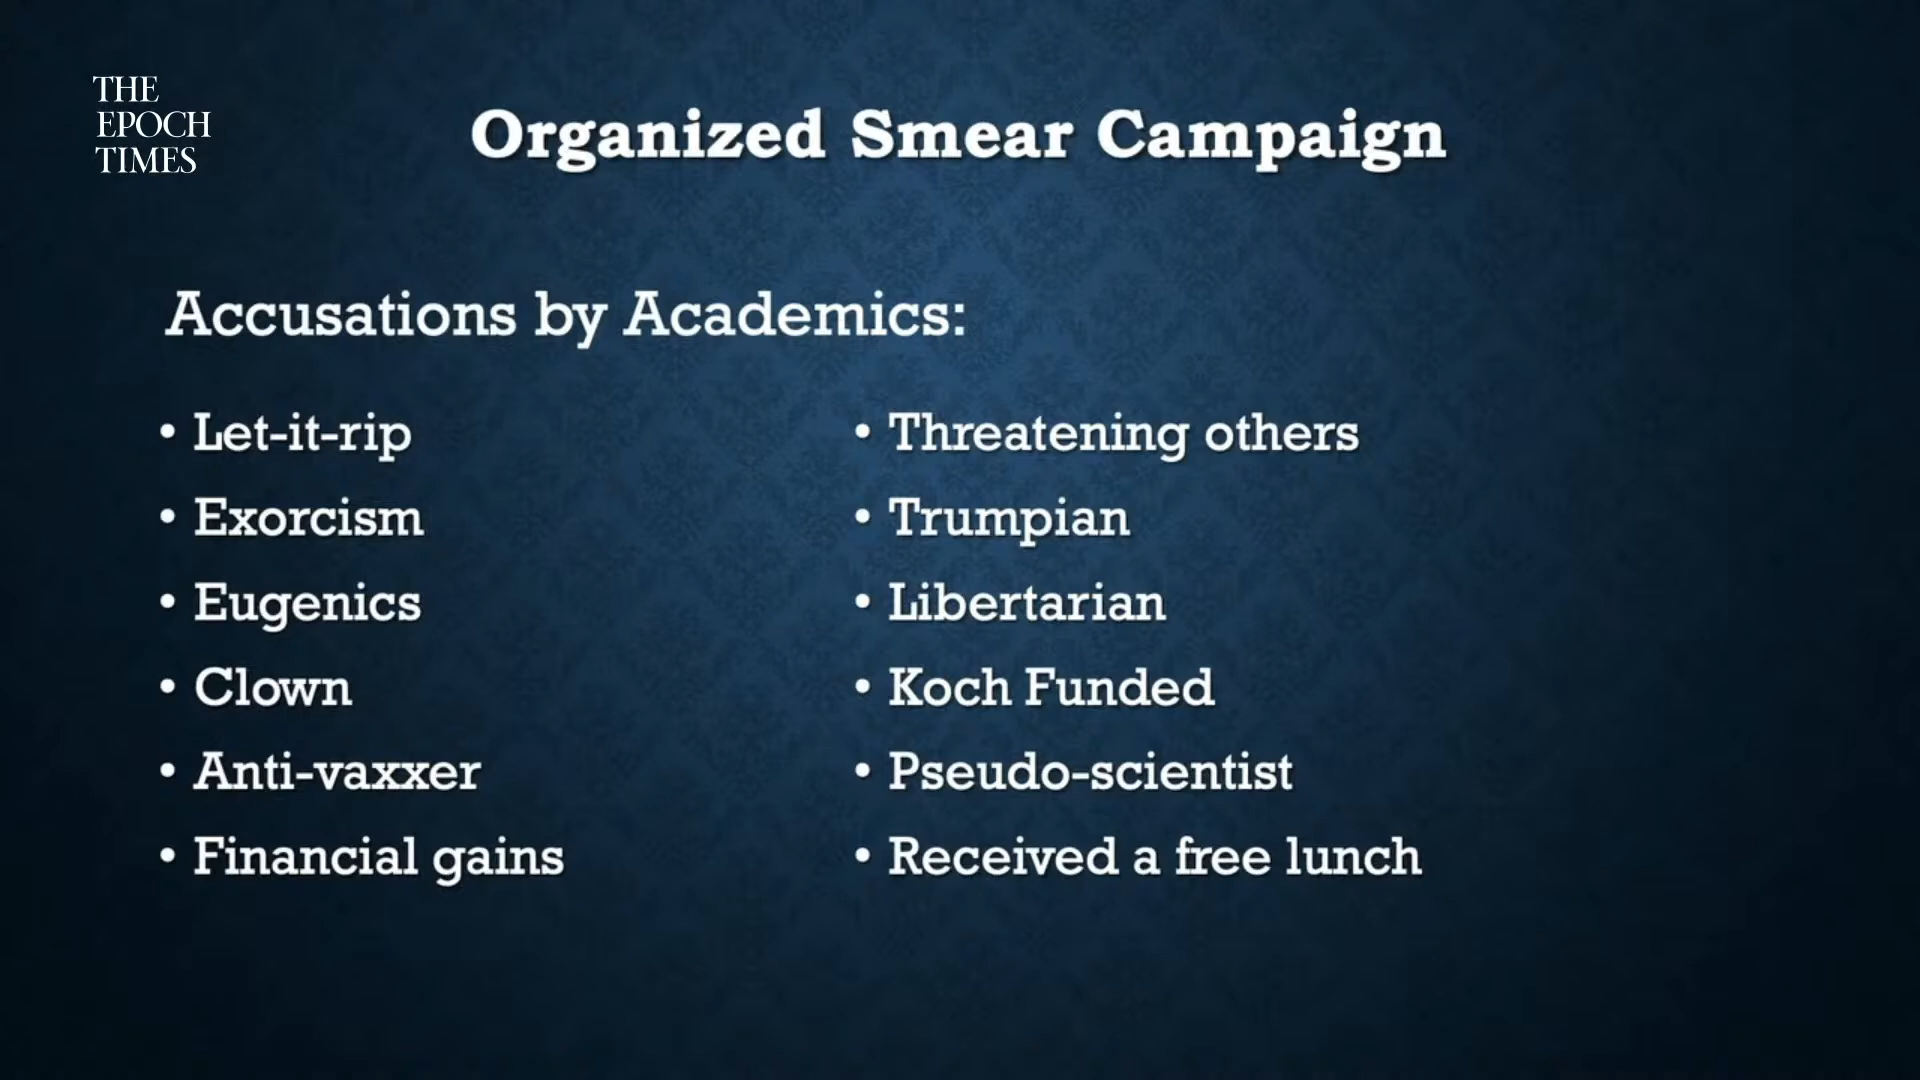 THE
EPOCH
TIMES
Organized Smear Campaign
Accusations by Academics:
• Let-it-rip
• Exorcism
• Eugenics
• Clown
• Anti-vaxxer
• Financial gains
• Threatening others
• Trumpian
• Libertarian
• Koch Funded
• Pseudo-scientist
• Received a free lunch